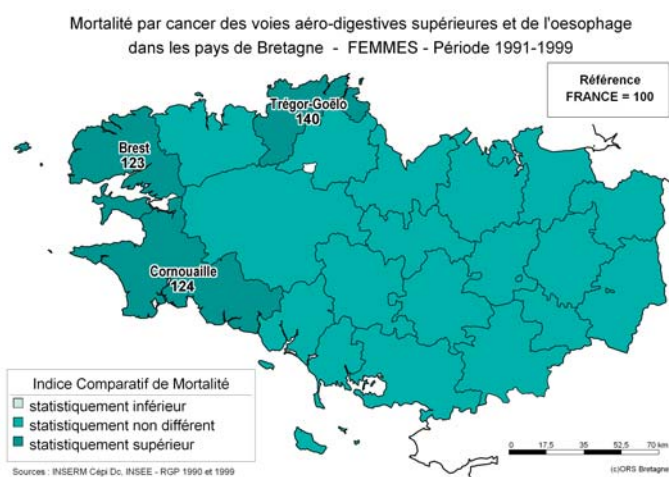 Mortalité par cancer des voies aéro-digestives supérieures et de l'oesophage
dans les pays de Bretagne - FEMMES - Période 1991-1999
Référence
FRANCE = 100
Trégor-Goëlo
140
Brest
123
Cornouaille
124
Indice Comparatif de Mortalité
statistiquement inférieur
statistiquement non différent
statistiquement supérieur
0 17,5 35 52,5 70 km
Sources : INSERM Cépi Dc, INSEE - RGP 1990 et 1999
(c)ORS Bretagne